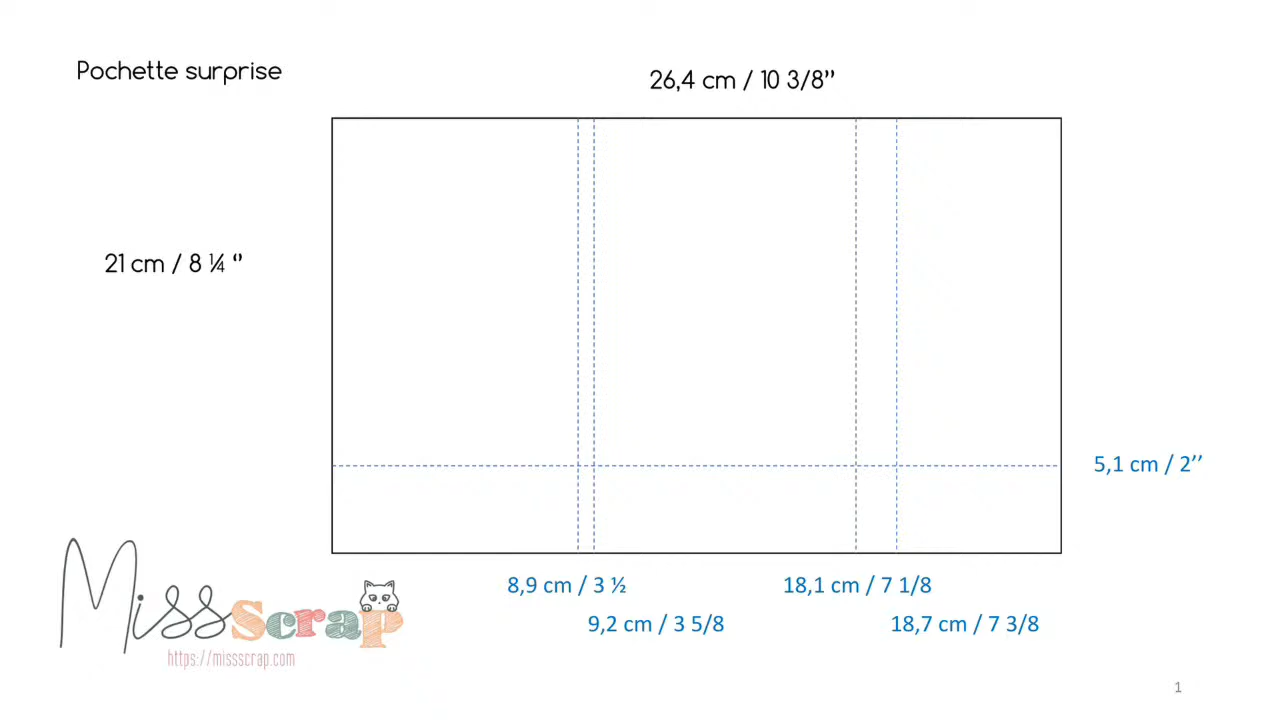 Pochette surprise
26,4 cm / 10 3/8’’
21 cm / 8 ¼ ‘’
5,1 cm / 2’’
8,9 cm / 3 ½
18,1 cm / 7 1/8
9,2 cm / 3 5/8
18,7 cm / 7 3/8
MissScrap
https://missscrap.com
1